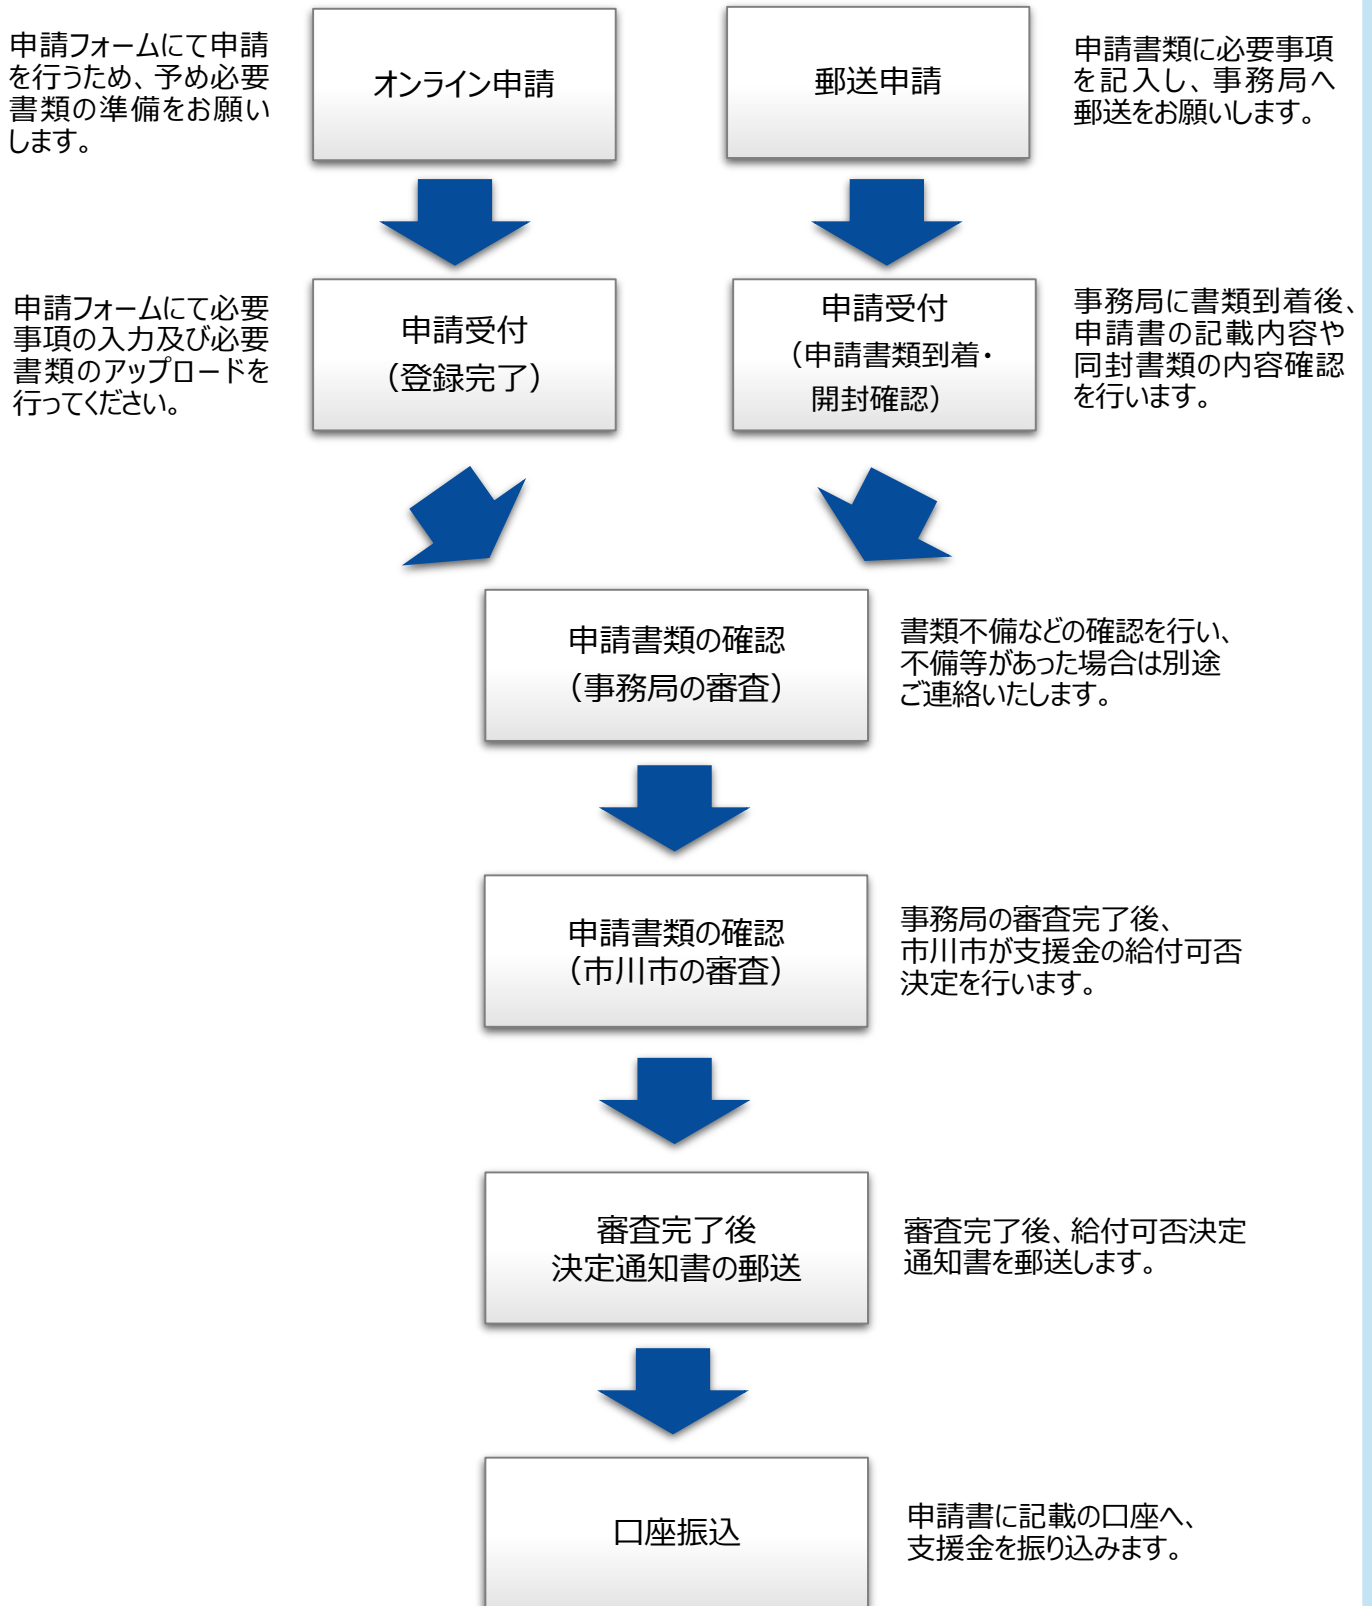 申請フォームにて申請
を行うため、予め必要
書類の準備をお願い
します。
オンライン申請
郵送申請
申請書類に必要事項
を記入し、事務局へ
郵送をお願いします。
申請フォームにて必要
事項の入力及び必要
書類のアップロードを
行ってください。
申請受付
（登録完了）
申請受付
（申請書類到着・
開封確認）
事務局に書類到着後、
申請書の記載内容や
同封書類の内容確認
を行います。
申請書類の確認
（事務局の審査）
書類不備などの確認を行い、
不備等があった場合は別途
ご連絡いたします。
申請書類の確認
（市川市の審査）
事務局の審査完了後、
市川市が支援金の給付可否
決定を行います。
審査完了後
決定通知書の郵送
審査完了後、給付可否決定
通知書を郵送します。
口座振込
申請書に記載の口座へ、
支援金を振り込みます。